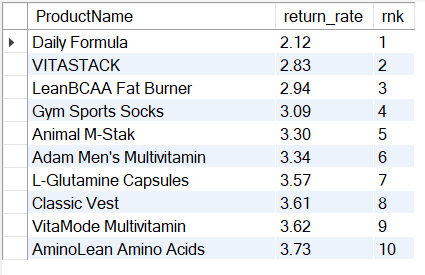 ProductName return_rate rnk
Daily Formula 2.12 1
VITASTACK 2.83 2
LeanBCAA Fat Burner 2.94 3
Gym Sports Socks 3.09 4
Animal M-Stak 3.30 5
Adam Men's Multivitamin 3.34 6
L-Glutamine Capsules 3.57 7
Classic Vest 3.61 8
VitaMode Multivitamin 3.62 9
AminoLean Amino Acids 3.73 10